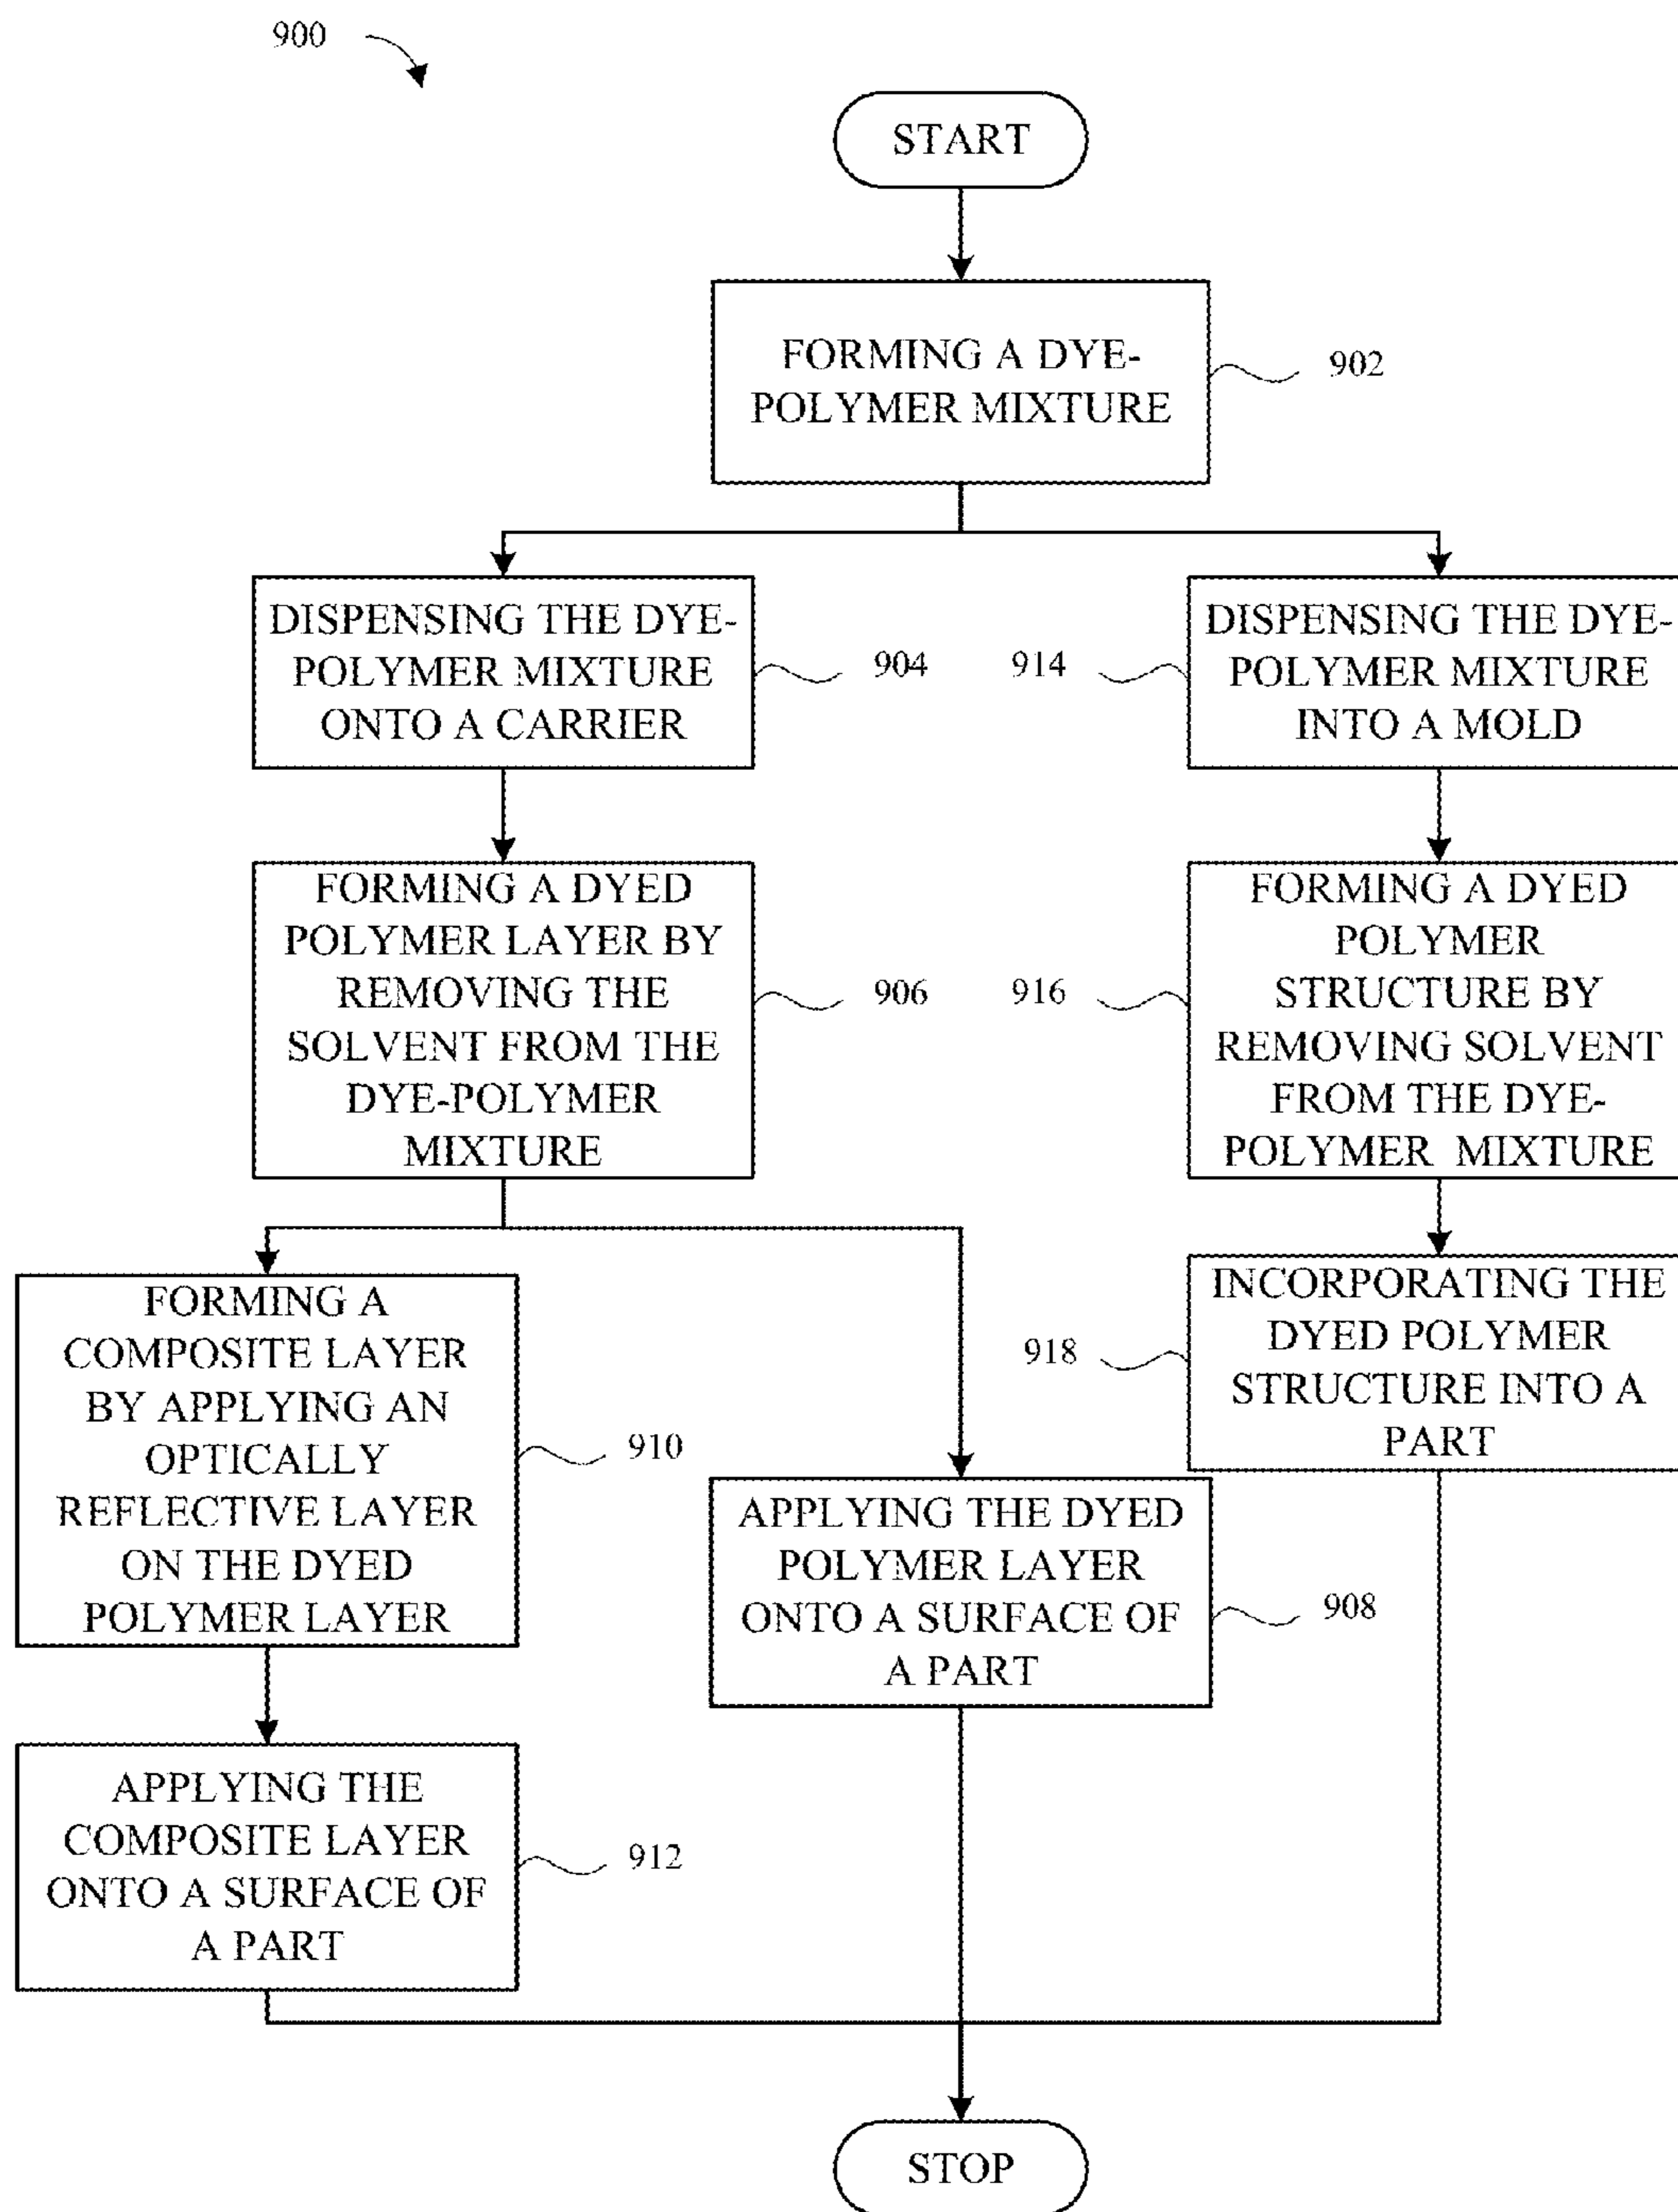 900
START
FORMING A DYE-
POLYMER MIXTURE
902
DISPENSING THE DYE-
POLYMER MIXTURE
ONTO A CARRIER
904
914
DISPENSING THE DYE-
POLYMER MIXTURE
INTO A MOLD
FORMING A DYED
POLYMER LAYER BY
REMOVING THE
SOLVENT FROM THE
DYE-POLYMER
MIXTURE
906
916
FORMING A DYED
POLYMER
STRUCTURE BY
REMOVING SOLVENT
FROM THE DYE-
POLYMER MIXTURE
FORMING A
COMPOSITE LAYER
BY APPLYING AN
OPTICALLY
REFLECTIVE LAYER
ON THE DYED
POLYMER LAYER
910
918
INCORPORATING THE
DYED POLYMER
STRUCTURE INTO A
PART
APPLYING THE DYED
POLYMER LAYER
ONTO A SURFACE OF
A PART
908
APPLYING THE
COMPOSITE LAYER
ONTO A SURFACE OF
A PART
912
STOP